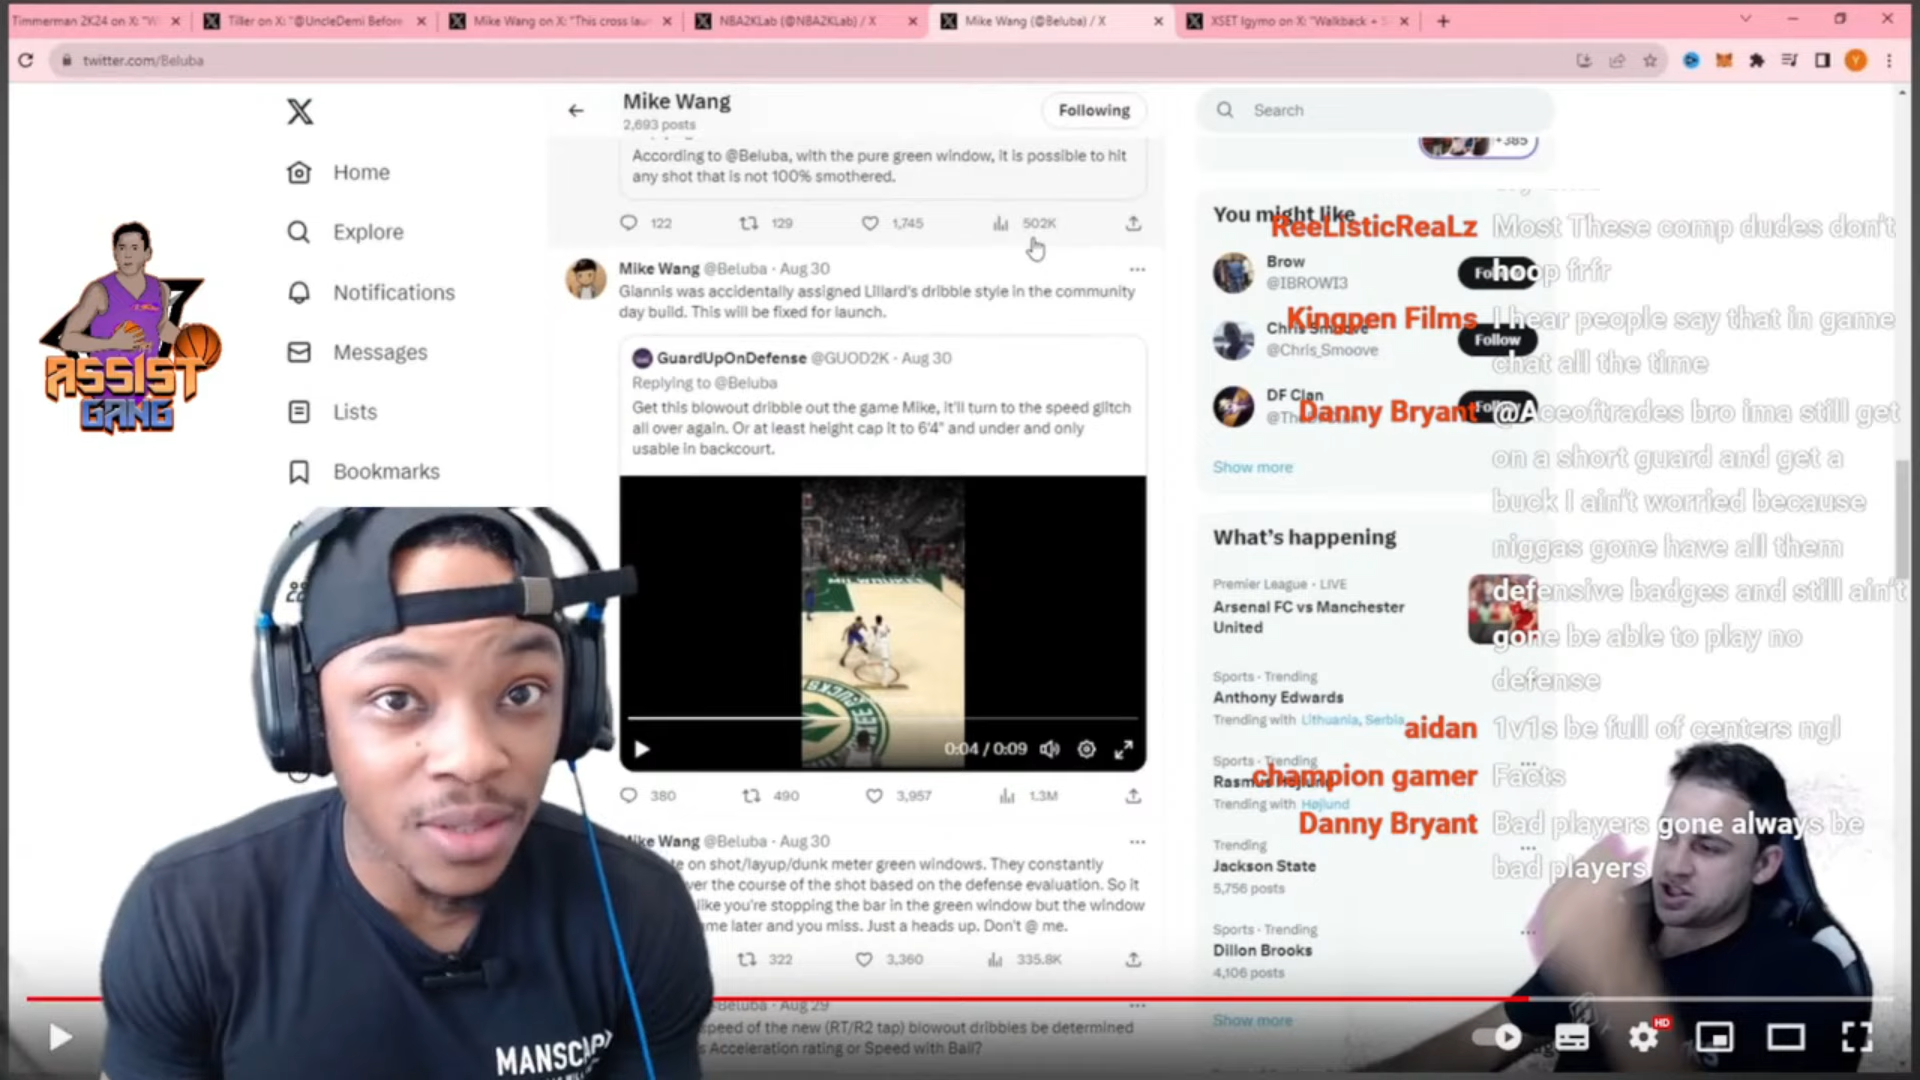 Timmerman 2K24 on X: "W
Tiller on X: "@UncleDemi Before
Mike Wang on X: "This cross lau
NBA2KLab (@NBA2KLab) / X
Mike Wang (@Beluba) / X
XSET Igymo on X: "Walkback + S
twitter.com/Beluba
Y
Home
Explore
Notifications
Messages
Lists
Bookmarks
ASSIST
GANG
Mike Wang
2,693 posts
Following
According to @Beluba, with the pure green window, it is possible to hit
any shot that is not 100% smothered.
122
129
1,745
502K
Mike Wang @Beluba · Aug 30
Giannis was accidentally assigned Lillard's dribble style in the community
day build. This will be fixed for launch.
GuardUpOnDefense @GUOD2K · Aug 30
Replying to @Beluba
Get this blowout dribble out the game Mike, it'll turn to the speed glitch
all over again. Or at least height cap it to 6'4" and under and only
usable in backcourt.
MILWAUKEE
0:04 / 0:09
380
490
3,957
1.3M
Mike Wang @Beluba · Aug 30
on shot/layup/dunk meter green windows. They constantly
over the course of the shot based on the defense evaluation. So it
like you're stopping the bar in the green window but the window
later and you miss. Just a heads up. Don't @ me.
322
3,360
335.8K
@Beluba · Aug 29
speed of the new (RT/R2 tap) blowout dribbles be determined
Acceleration rating or Speed with Ball?
MANSCAP
Search
+385
You might like
Brow
@IBROWI3
Follow
Chris Smoove
@Chris_Smoove
Follow
DF Clan
Show more
What's happening
Premier League · LIVE
Arsenal FC vs Manchester
United
Sports · Trending
Anthony Edwards
Trending with Lithuania, Serbia
Sports · Trending
Rasmus Højlund
Trending with Højlund
Trending
Jackson State
5,756 posts
Sports · Trending
Dillon Brooks
4,106 posts
Show more
ReeListicReaLz Most These comp dudes don't
hoop frfr
Kingpen Films I hear people say that in game
chat all the time
Danny Bryant @Aceoftrades bro ima still get
on a short guard and get a
buck I ain't worried because
niggas gone have all them
defensive badges and still ain't
gone be able to play no
defense
aidan 1v1s be full of centers ngl
champion gamer Facts
Danny Bryant Bad players gone always be
bad players
HD